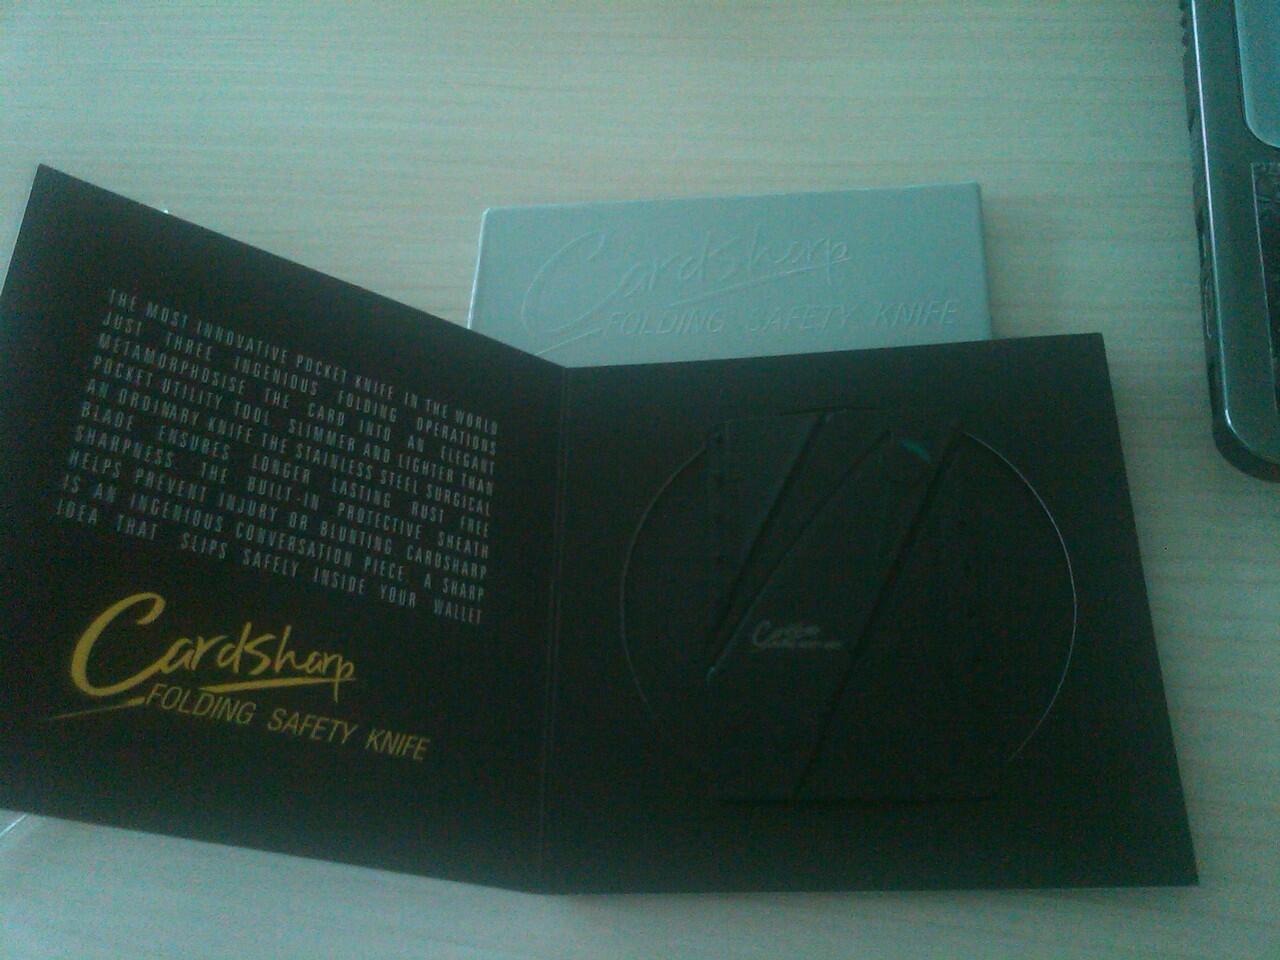 Cardsharp
FOLDING SAFETY KNIFE
THE MOST INNOVATIVE POCKET KNIFE IN THE WORLD
JUST THREE INGENIOUS FOLDING OPERATIONS
METAMORPHOSISE THE CARD INTO AN ELEGANT
POCKET UTILITY TOOL. SLIMMER AND LIGHTER THAN
AN ORDINARY KNIFE THE STAINLESS STEEL SURGICAL
BLADE ENSURES LONGER LASTING RUST FREE
SHARPNESS. THE BUILT-IN PROTECTIVE SHEATH
HELPS PREVENT INJURY OR BLUNTING. CARDSHARP
IS AN INGENIOUS CONVERSATION PIECE. A SHARP
IDEA THAT SLIPS SAFELY INSIDE YOUR WALLET
Cardsharp
FOLDING SAFETY KNIFE